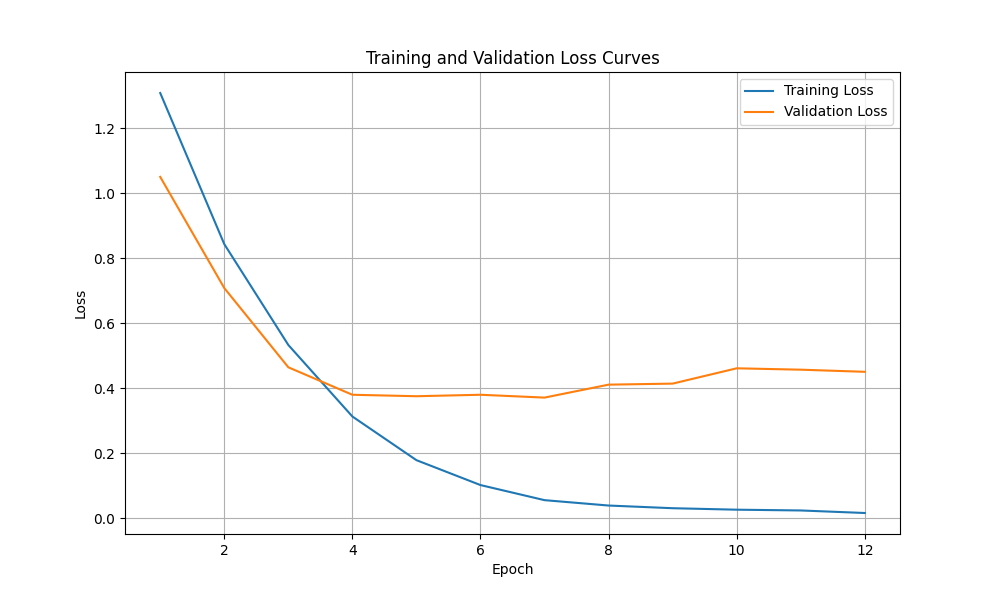 Training and Validation Loss Curves
Training Loss
Validation Loss
Loss
1.2
1.0
0.8
0.6
0.4
0.2
0.0
2 4 6 8 10 12
Epoch